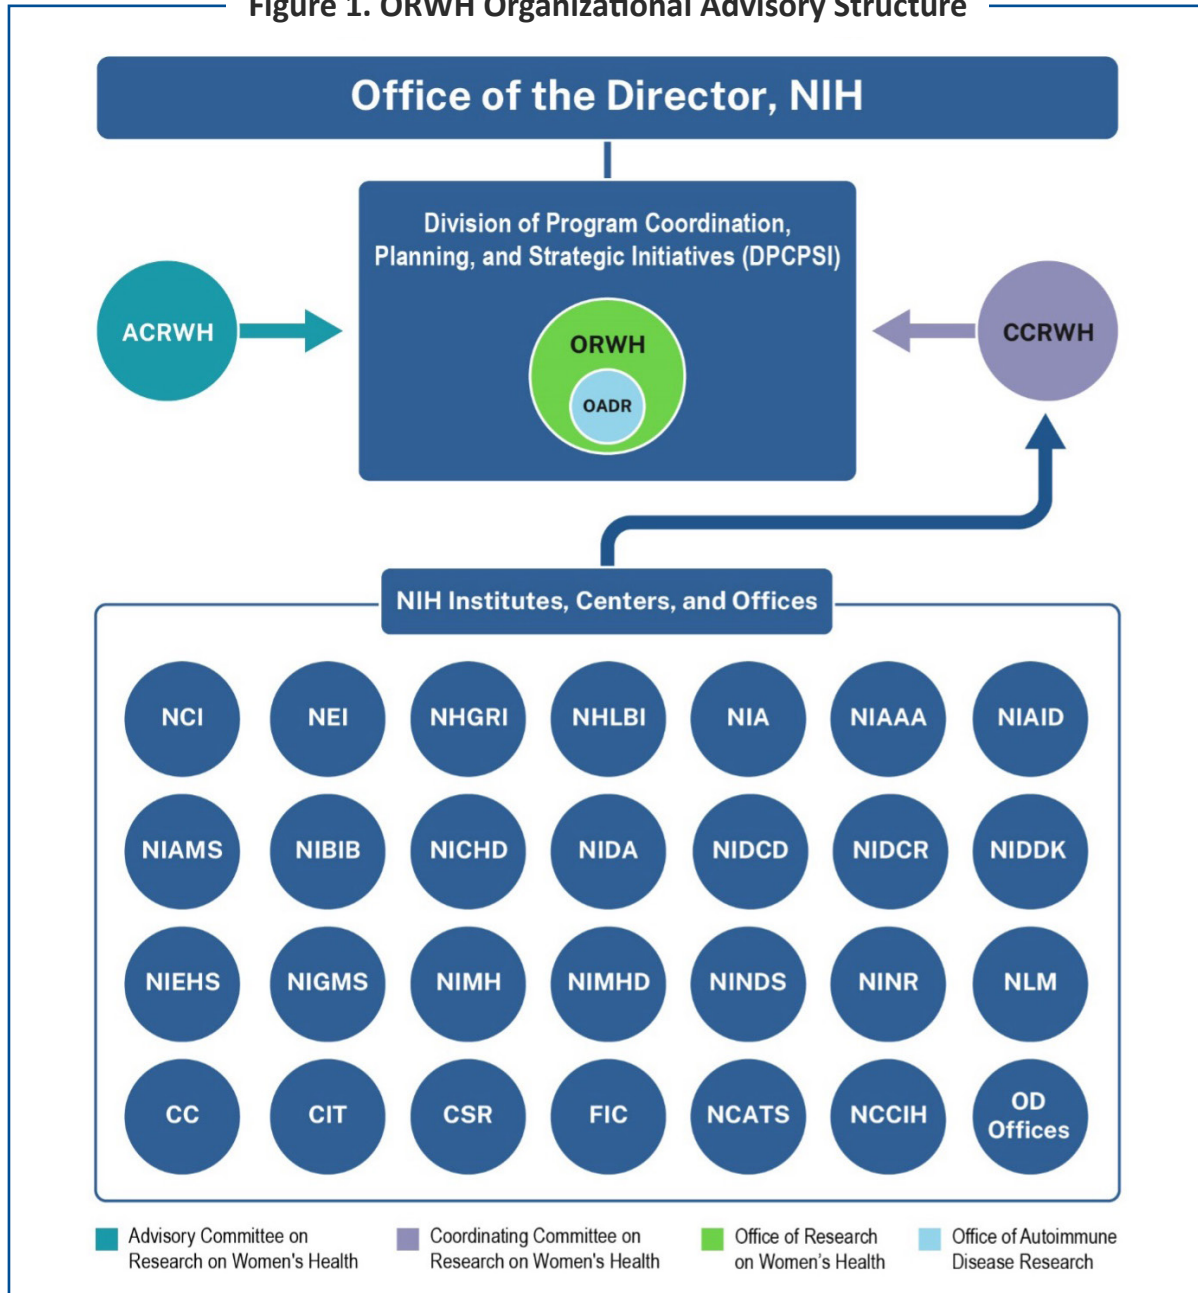 Figure 1. ORWH Organizational Advisory Structure
Office of the Director, NIH
Division of Program Coordination,
Planning, and Strategic Initiatives (DPCPSI)
ACRWH
ORWH
OADR
CCRWH
NIH Institutes, Centers, and Offices
NCI
NEI
NHGRI
NHLBI
NIA
NIAAA
NIAID
NIAMS
NIBIB
NICHD
NIDA
NIDCD
NIDCR
NIDDK
NIEHS
NIGMS
NIMH
NIMHD
NINDS
NINR
NLM
CC
CIT
CSR
FIC
NCATS
NCCIH
OD
Offices
Advisory Committee on
Research on Women's Health
Coordinating Committee on
Research on Women's Health
Office of Research
on Women’s Health
Office of Autoimmune
Disease Research